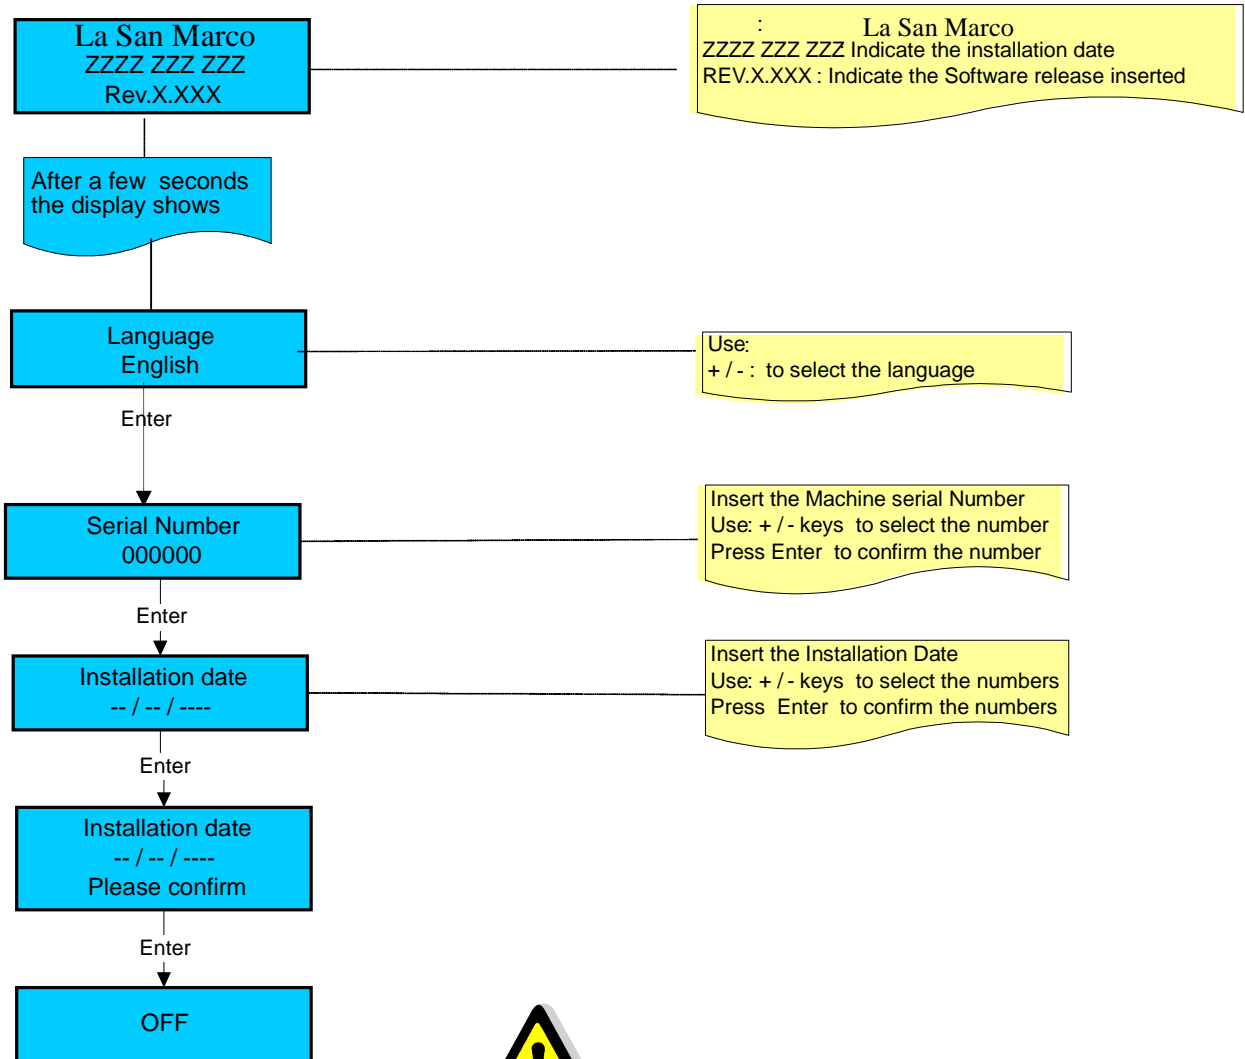 La San Marco
ZZZZ ZZZ ZZZ
Rev.X.XXX
: La San Marco
ZZZZ ZZZ ZZZ Indicate the installation date
REV.X.XXX : Indicate the Software release inserted
After a few seconds
the display shows
Language
English
Use:
+ / - : to select the language
Enter
Serial Number
000000
Insert the Machine serial Number
Use: + / - keys to select the number
Press Enter to confirm the number
Enter
Installation date
-- / -- / ----
Insert the Installation Date
Use: + / - keys to select the numbers
Press Enter to confirm the numbers
Enter
Installation date
-- / -- / ----
Please confirm
Enter
OFF
!